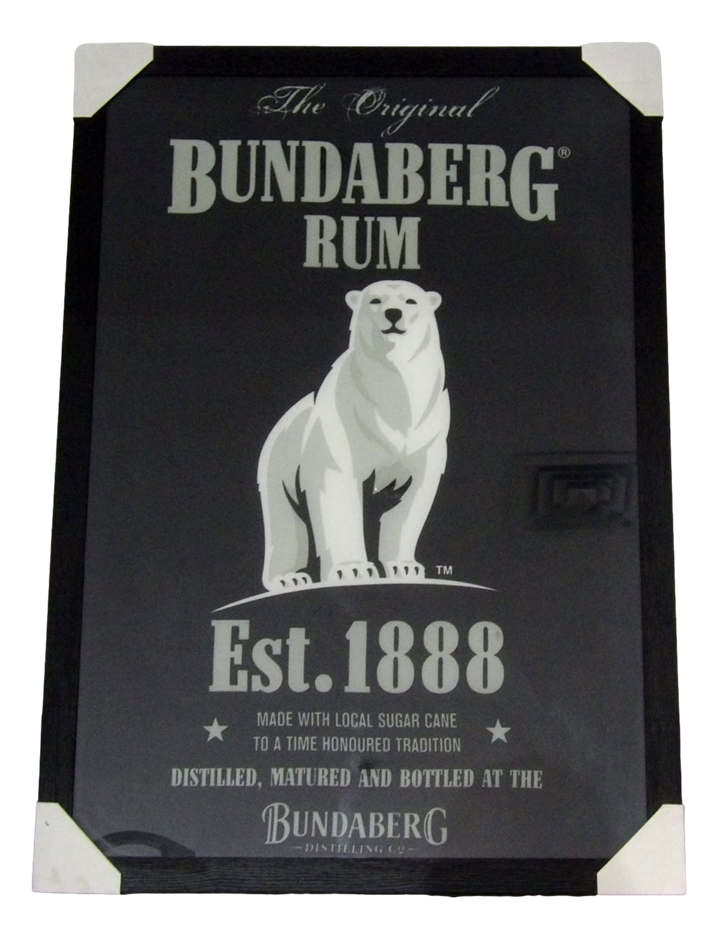 The Original
BUNDABERG®
RUM
TM
Est. 1888
MADE WITH LOCAL SUGAR CANE
TO A TIME HONOURED TRADITION
DISTILLED, MATURED AND BOTTLED AT THE
BUNDABERG
DISTILLING Co